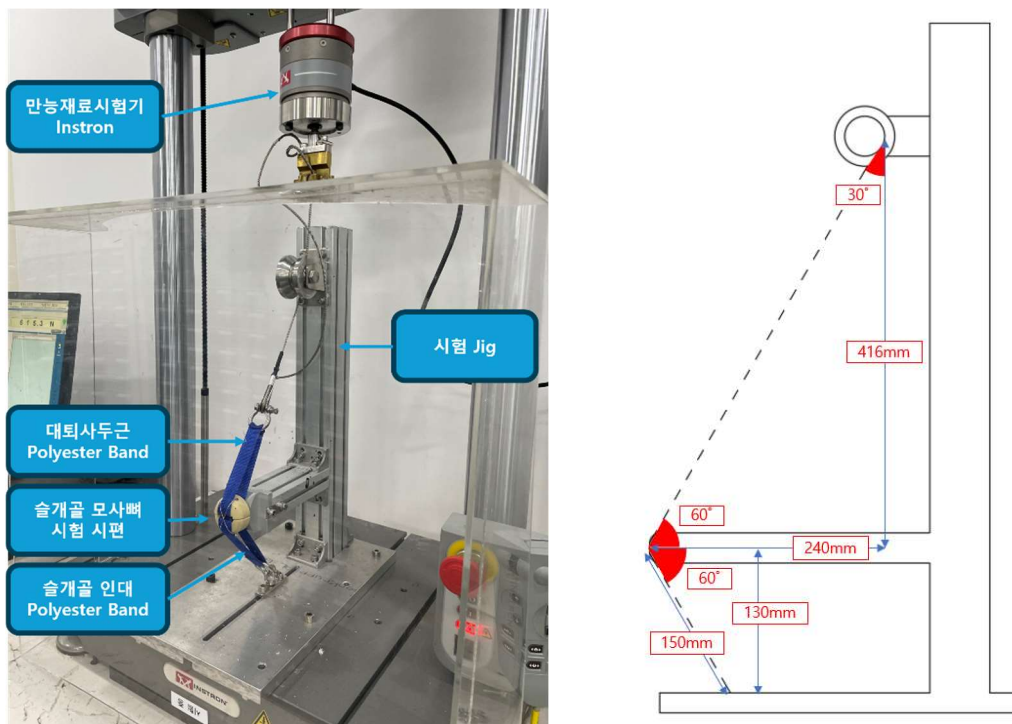 만능재료시험기
Instron
615.3 N
시험 Jig
대퇴사두근
Polyester Band
슬개골 모사뼈
시험 시편
슬개골 인대
Polyester Band
INSTRON
30˚
416mm
60˚
240mm
60˚
130mm
150mm